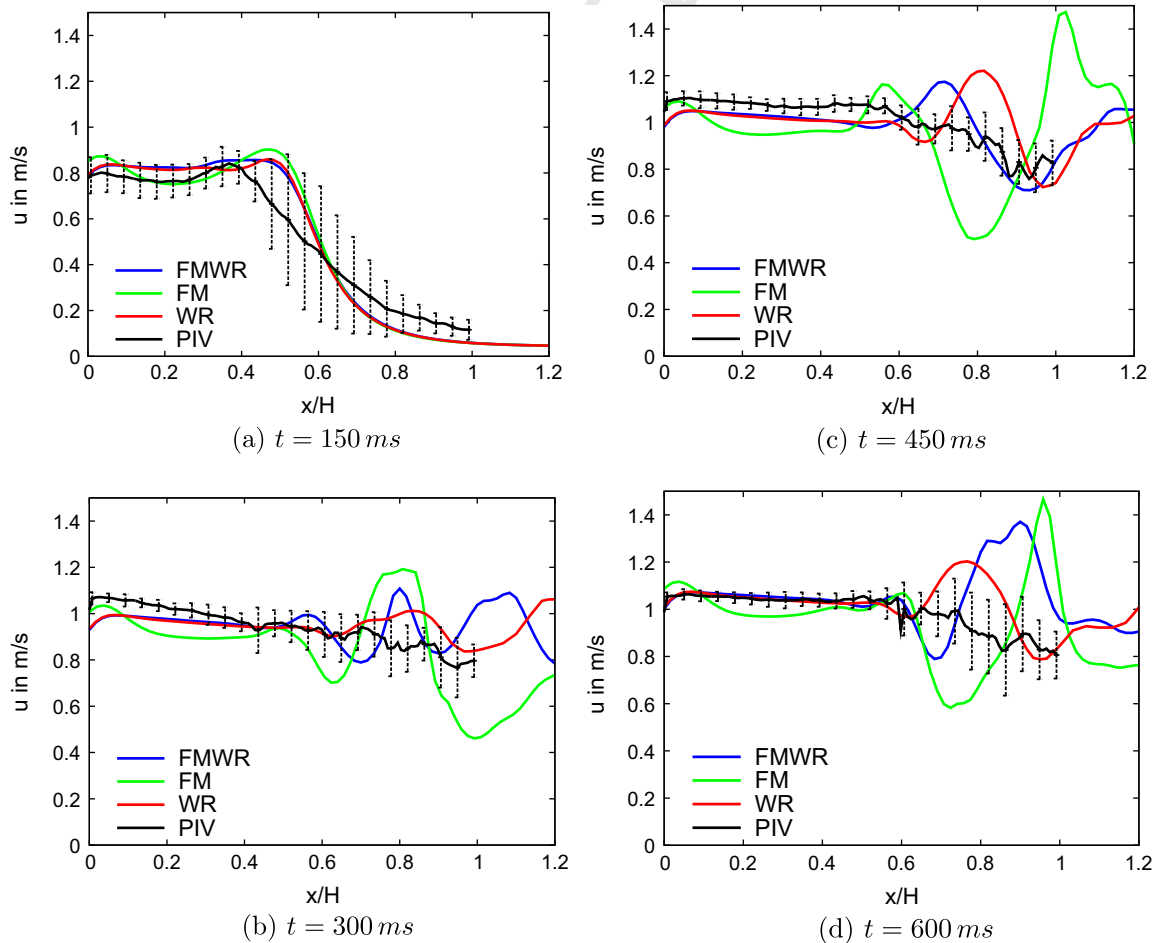 1.4
1.2
1
0.8
0.6
0.4
0.2
0
u in m/s
FMWR
FM
WR
PIV
0 0.2 0.4 0.6 0.8 1 1.2
x/H
(a) t = 150 ms
1.4
1.2
1
0.8
0.6
0.4
0.2
0
u in m/s
FMWR
FM
WR
PIV
0 0.2 0.4 0.6 0.8 1 1.2
x/H
(c) t = 450 ms
1.4
1.2
1
0.8
0.6
0.4
0.2
0
u in m/s
FMWR
FM
WR
PIV
0 0.2 0.4 0.6 0.8 1 1.2
x/H
(b) t = 300 ms
1.4
1.2
1
0.8
0.6
0.4
0.2
0
u in m/s
FMWR
FM
WR
PIV
0 0.2 0.4 0.6 0.8 1 1.2
x/H
(d) t = 600 ms